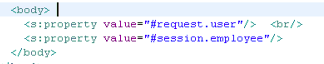 <body>
<s:property value="#request.user"/> <br/>
<s:property value="#session.employee"/>
</body>